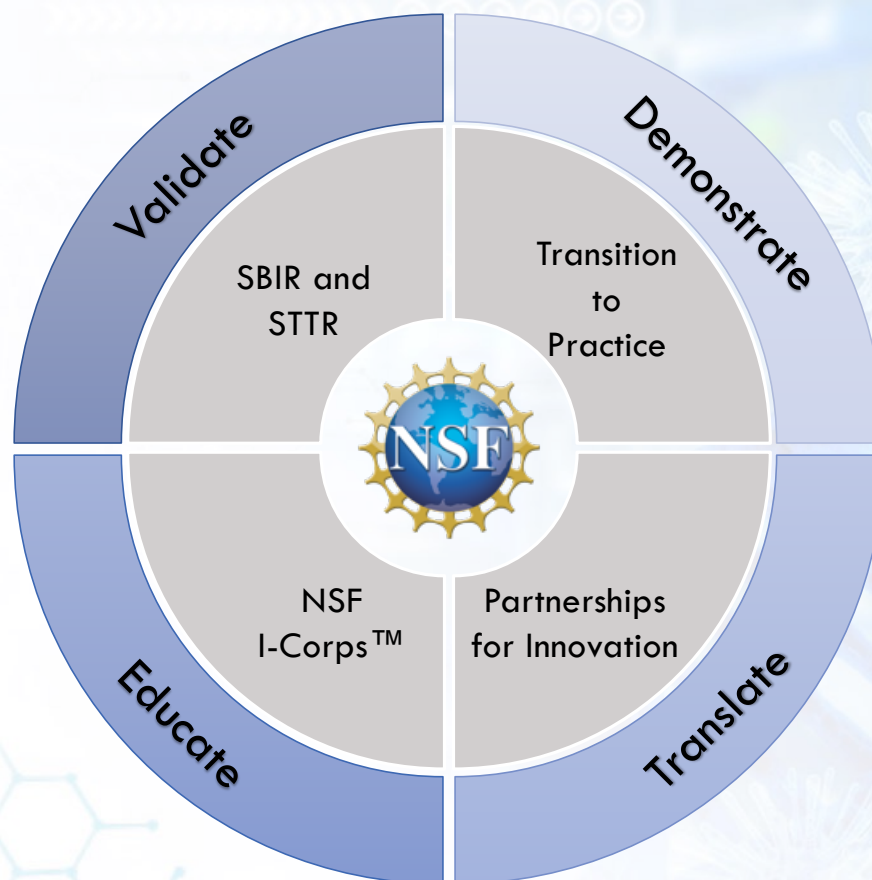 Validate
Demonstrate
SBIR and
STTR
Transition
to
Practice
NSF
NSF
I-Corps™
Partnerships
for Innovation
Educate
Translate